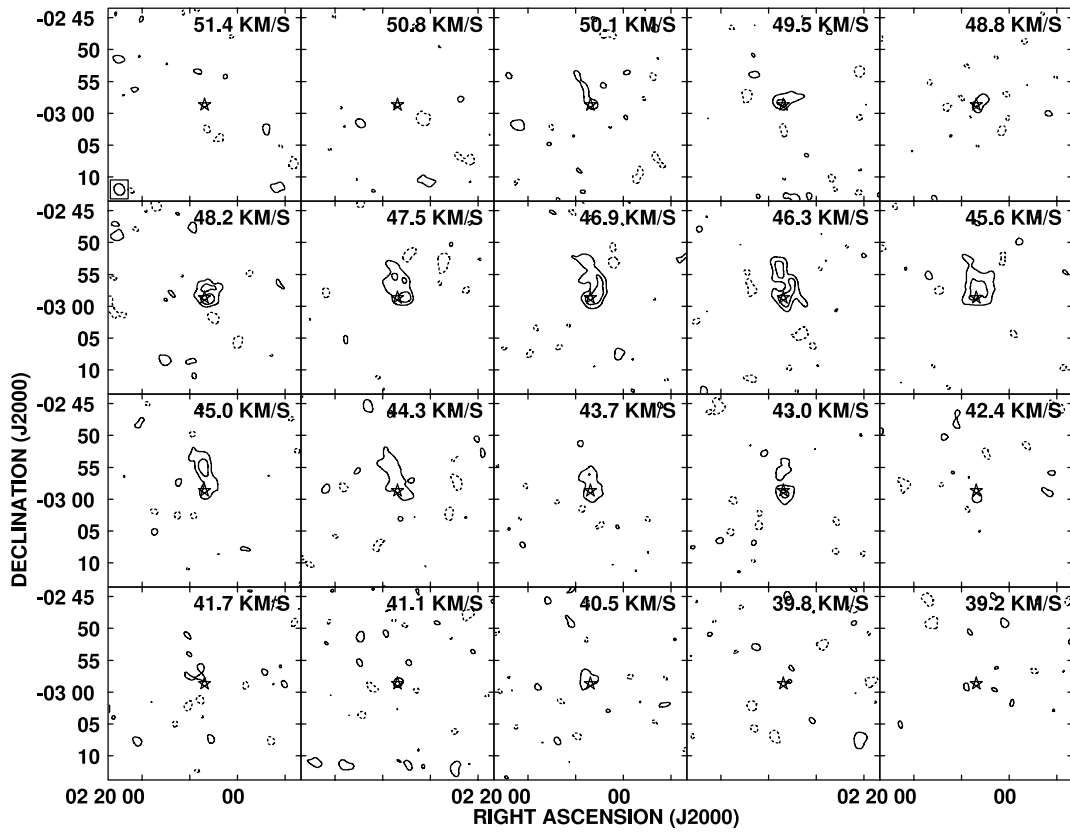 51.4 KM/S
50.8 KM/S
50.1 KM/S
49.5 KM/S
48.8 KM/S
-02 45
50
55
-03 00
05
10
48.2 KM/S
47.5 KM/S
46.9 KM/S
46.3 KM/S
45.6 KM/S
-02 45
50
55
-03 00
05
10
45.0 KM/S
44.3 KM/S
43.7 KM/S
43.0 KM/S
42.4 KM/S
-02 45
50
55
-03 00
05
10
41.7 KM/S
41.1 KM/S
40.5 KM/S
39.8 KM/S
39.2 KM/S
-02 45
50
55
-03 00
05
10
DECLINATION (J2000)
02 20 00
00
02 20 00
00
02 20 00
00
RIGHT ASCENSION (J2000)